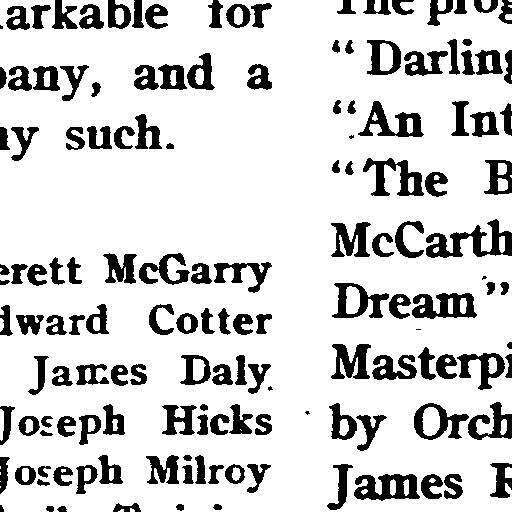 arkable for
pany, and a
ny such.
erett McGarry
dward Cotter
James Daly
Joseph Hicks
Joseph Milroy
The prog
"Darling
"An Int
"The B
McCarth
Dream"
Masterpi
by Orch
James R